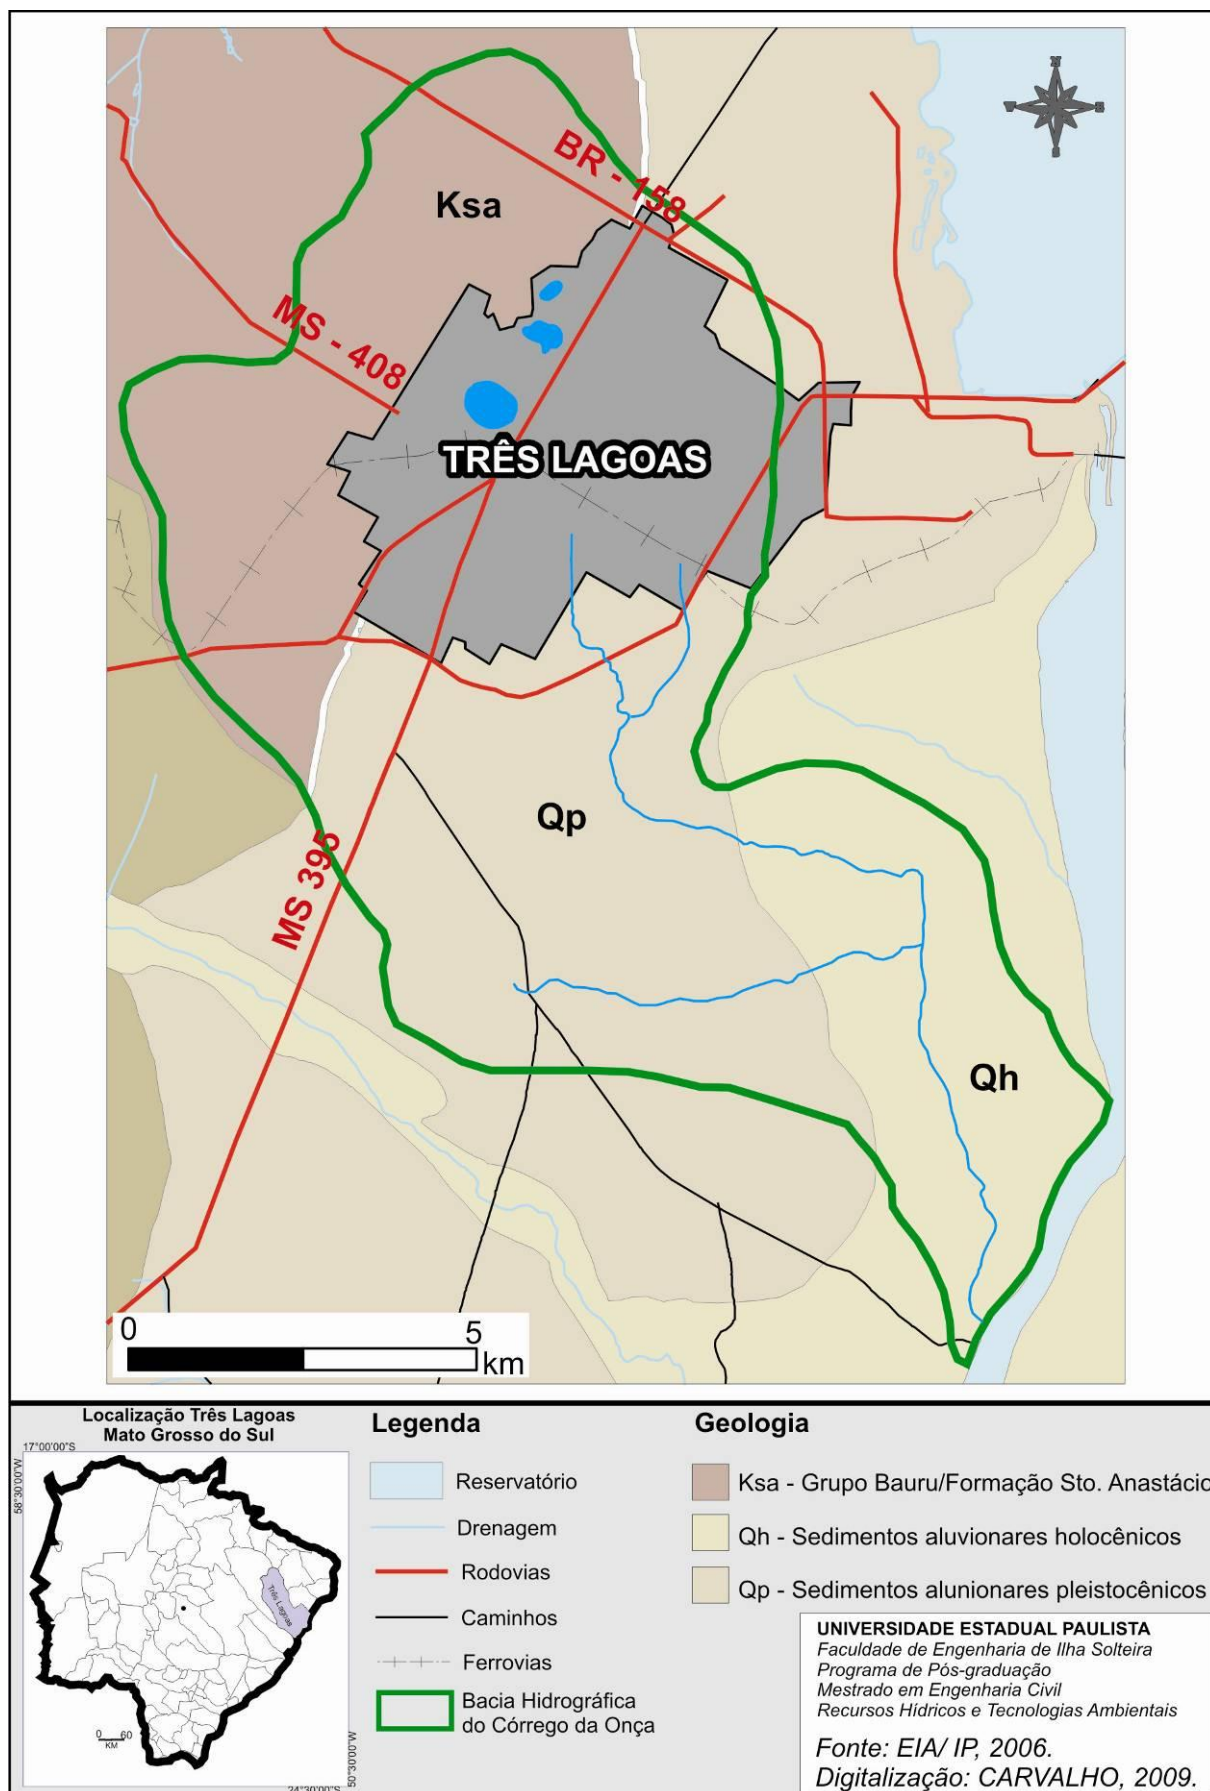 BR - 158
Ksa
MS - 408
TRÊS LAGOAS
Qp
MS 395
Qh
0 5
km
Localização Três Lagoas
Mato Grosso do Sul
17°00'00"S
58°30'00"W
Três Lagoas
0 60
KM
50°30'00"W
24°30'00"S
Legenda
Reservatório
Drenagem
Rodovias
Caminhos
Ferrovias
Bacia Hidrográfica
do Córrego da Onça
Geologia
Ksa - Grupo Bauru/Formação Sto. Anastácio
Qh - Sedimentos aluvionares holocênicos
Qp - Sedimentos alunionares pleistocênicos
UNIVERSIDADE ESTADUAL PAULISTA
Faculdade de Engenharia de Ilha Solteira
Programa de Pós-graduação
Mestrado em Engenharia Civil
Recursos Hídricos e Tecnologias Ambientais
Fonte: EIA/ IP, 2006.
Digitalização: CARVALHO, 2009.